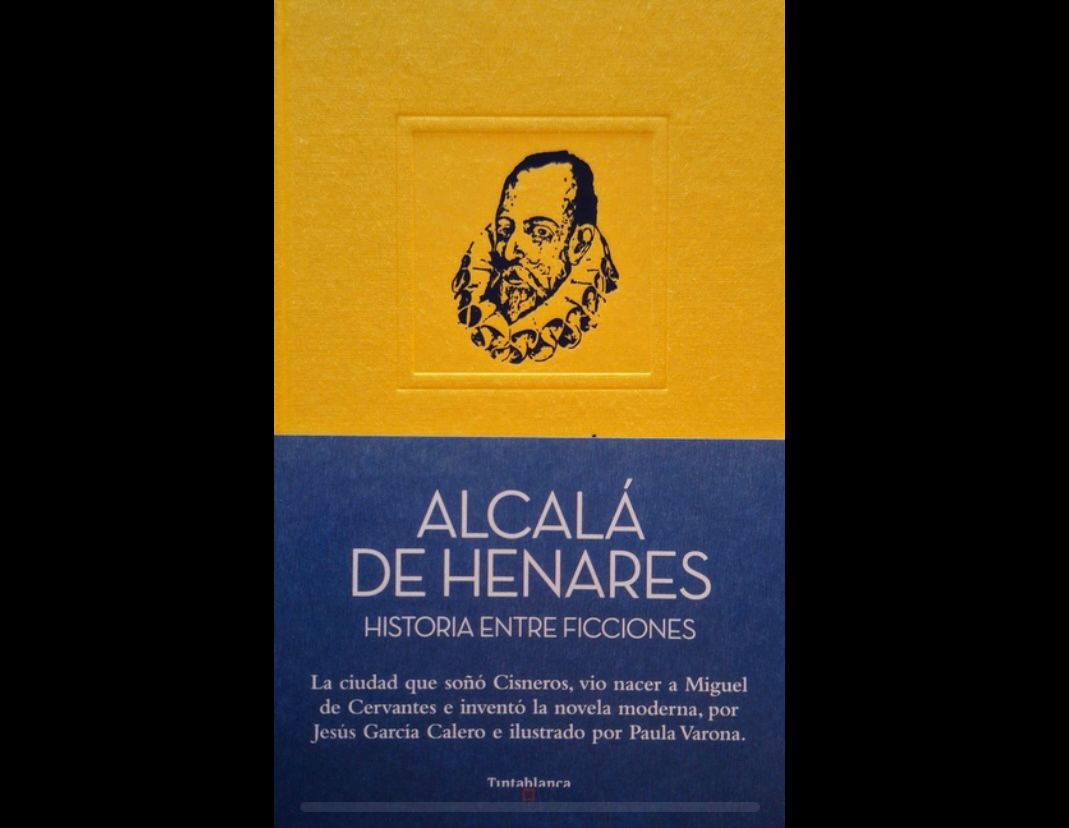 ALCALÁ
DE HENARES
HISTORIA ENTRE FICCIONES
La ciudad que soñó Cisneros, vio nacer a Miguel
de Cervantes e inventó la novela moderna, por
Jesús García Calero e ilustrado por Paula Varona.
Tintablanca